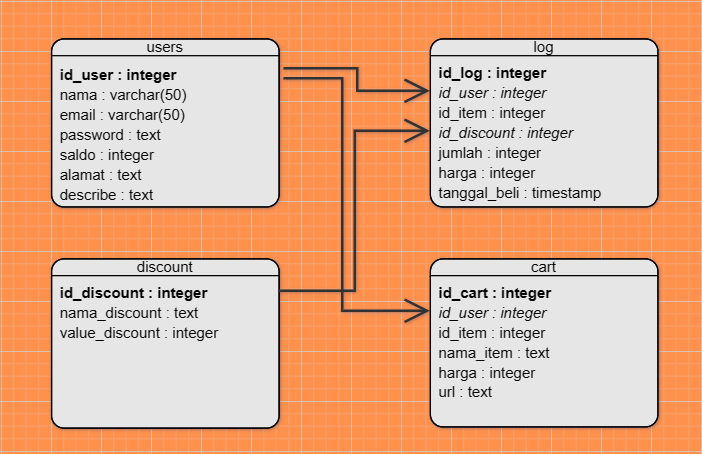 users
id_user : integer
nama : varchar(50)
email : varchar(50)
password : text
saldo : integer
alamat : text
describe : text
log
id_log : integer
id_user : integer
id_item : integer
id_discount : integer
jumlah : integer
harga : integer
tanggal_beli : timestamp
discount
id_discount : integer
nama_discount : text
value_discount : integer
cart
id_cart : integer
id_user : integer
id_item : integer
nama_item : text
harga : integer
url : text